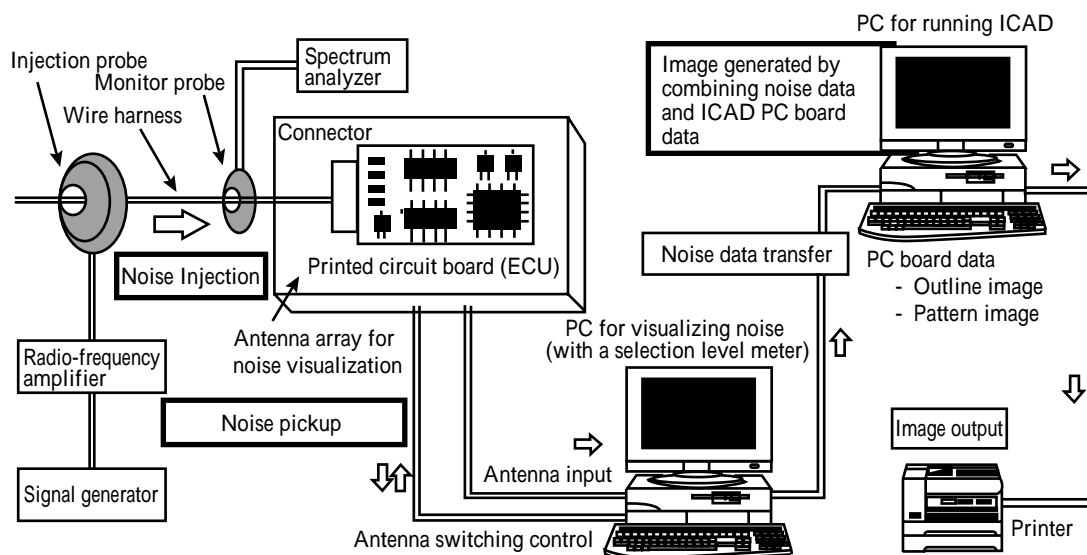 Injection probe
Monitor probe
Wire harness
Spectrum
analyzer
Connector
Noise Injection
Printed circuit board (ECU)
Antenna array for
noise visualization
Radio-frequency
amplifier
Noise pickup
Signal generator
Antenna input
Antenna switching control
PC for visualizing noise
(with a selection level meter)
Noise data transfer
PC for running ICAD
Image generated by
combining noise data
and ICAD PC board
data
PC board data
- Outline image
- Pattern image
Image output
Printer